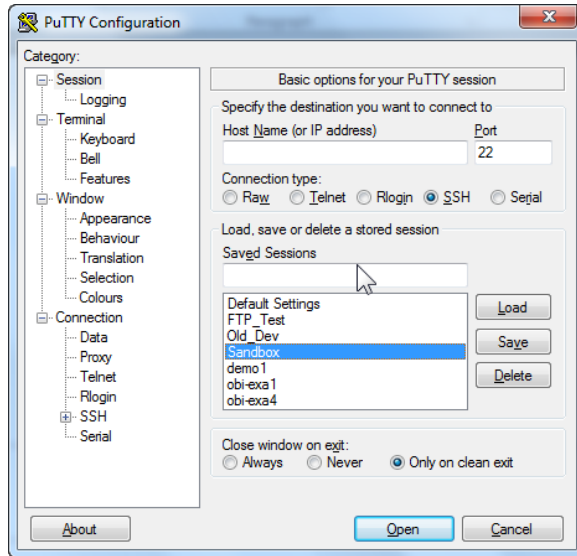 PuTTY Configuration
Category:
Session
Logging
Terminal
Keyboard
Bell
Features
Window
Appearance
Behaviour
Translation
Selection
Colours
Connection
Data
Proxy
Telnet
Rlogin
SSH
Serial
Basic options for your PuTTY session
Specify the destination you want to connect to
Host Name (or IP address) Port
22
Connection type:
Raw Telnet Rlogin SSH Serial
Load, save or delete a stored session
Saved Sessions
Default Settings
FTP_Test
Old_Dev
Sandbox
demo1
obi-exa1
obi-exa4
Load
Save
Delete
Close window on exit:
Always Never Only on clean exit
About Open Cancel